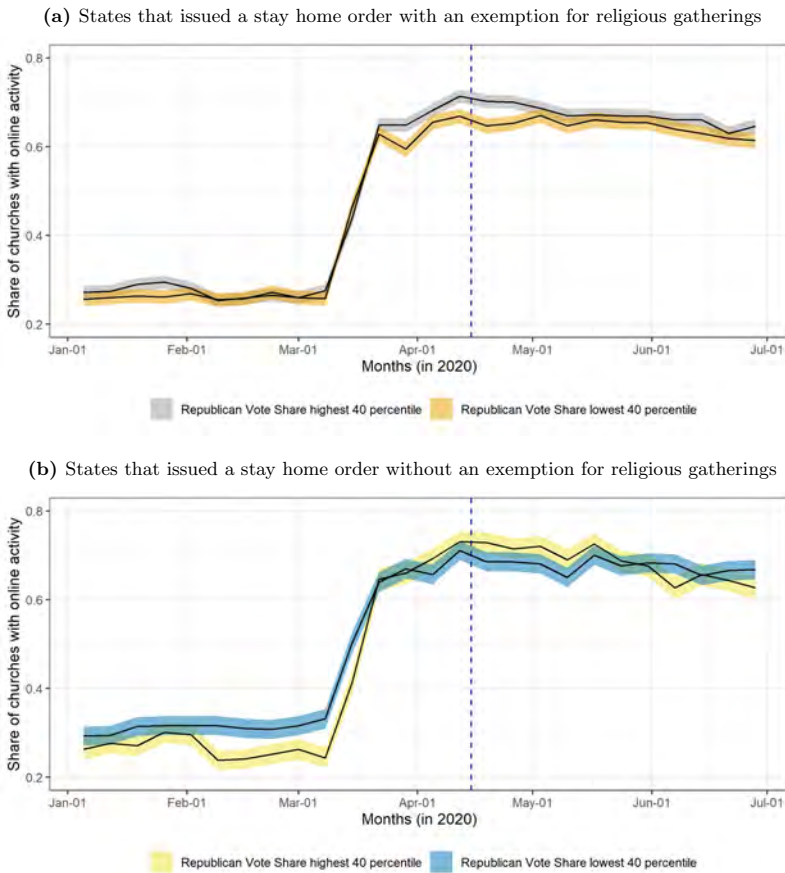 (a) States that issued a stay home order with an exemption for religious gatherings
Share of churches with online activity
0.8
0.6
0.4
0.2
Jan-01 Feb-01 Mar-01 Apr-01 May-01 Jun-01 Jul-01
Months (in 2020)
Republican Vote Share highest 40 percentile Republican Vote Share lowest 40 percentile
(b) States that issued a stay home order without an exemption for religious gatherings
Share of churches with online activity
0.8
0.6
0.4
0.2
Jan-01 Feb-01 Mar-01 Apr-01 May-01 Jun-01 Jul-01
Months (in 2020)
Republican Vote Share highest 40 percentile Republican Vote Share lowest 40 percentile